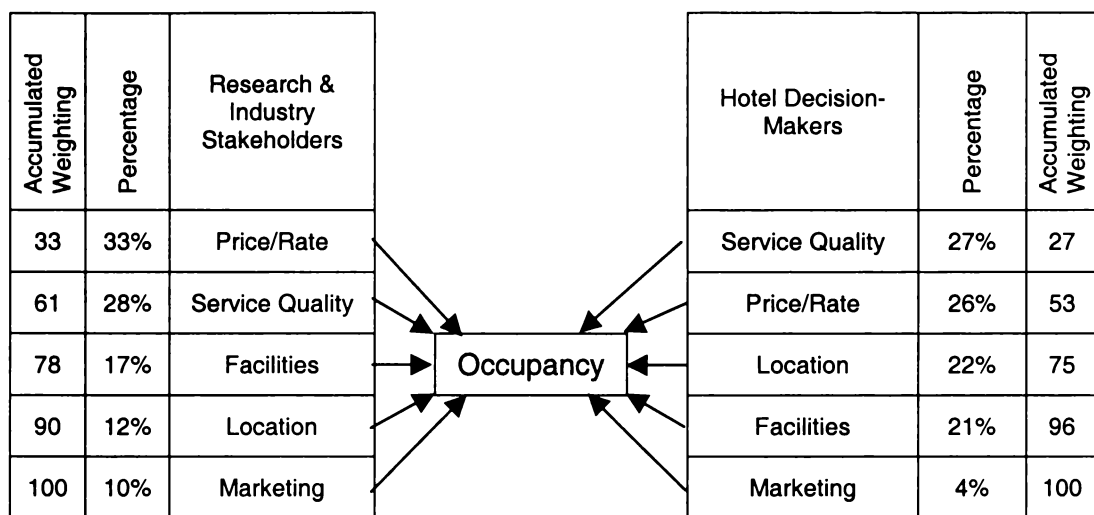 Accumulated
Weighting
Percentage
Research &
Industry
Stakeholders
33 33% Price/Rate
61 28% Service Quality
78 17% Facilities
90 12% Location
100 10% Marketing
Occupancy
Hotel Decision-
Makers
Percentage
Accumulated
Weighting
Service Quality 27% 27
Price/Rate 26% 53
Location 22% 75
Facilities 21% 96
Marketing 4% 100